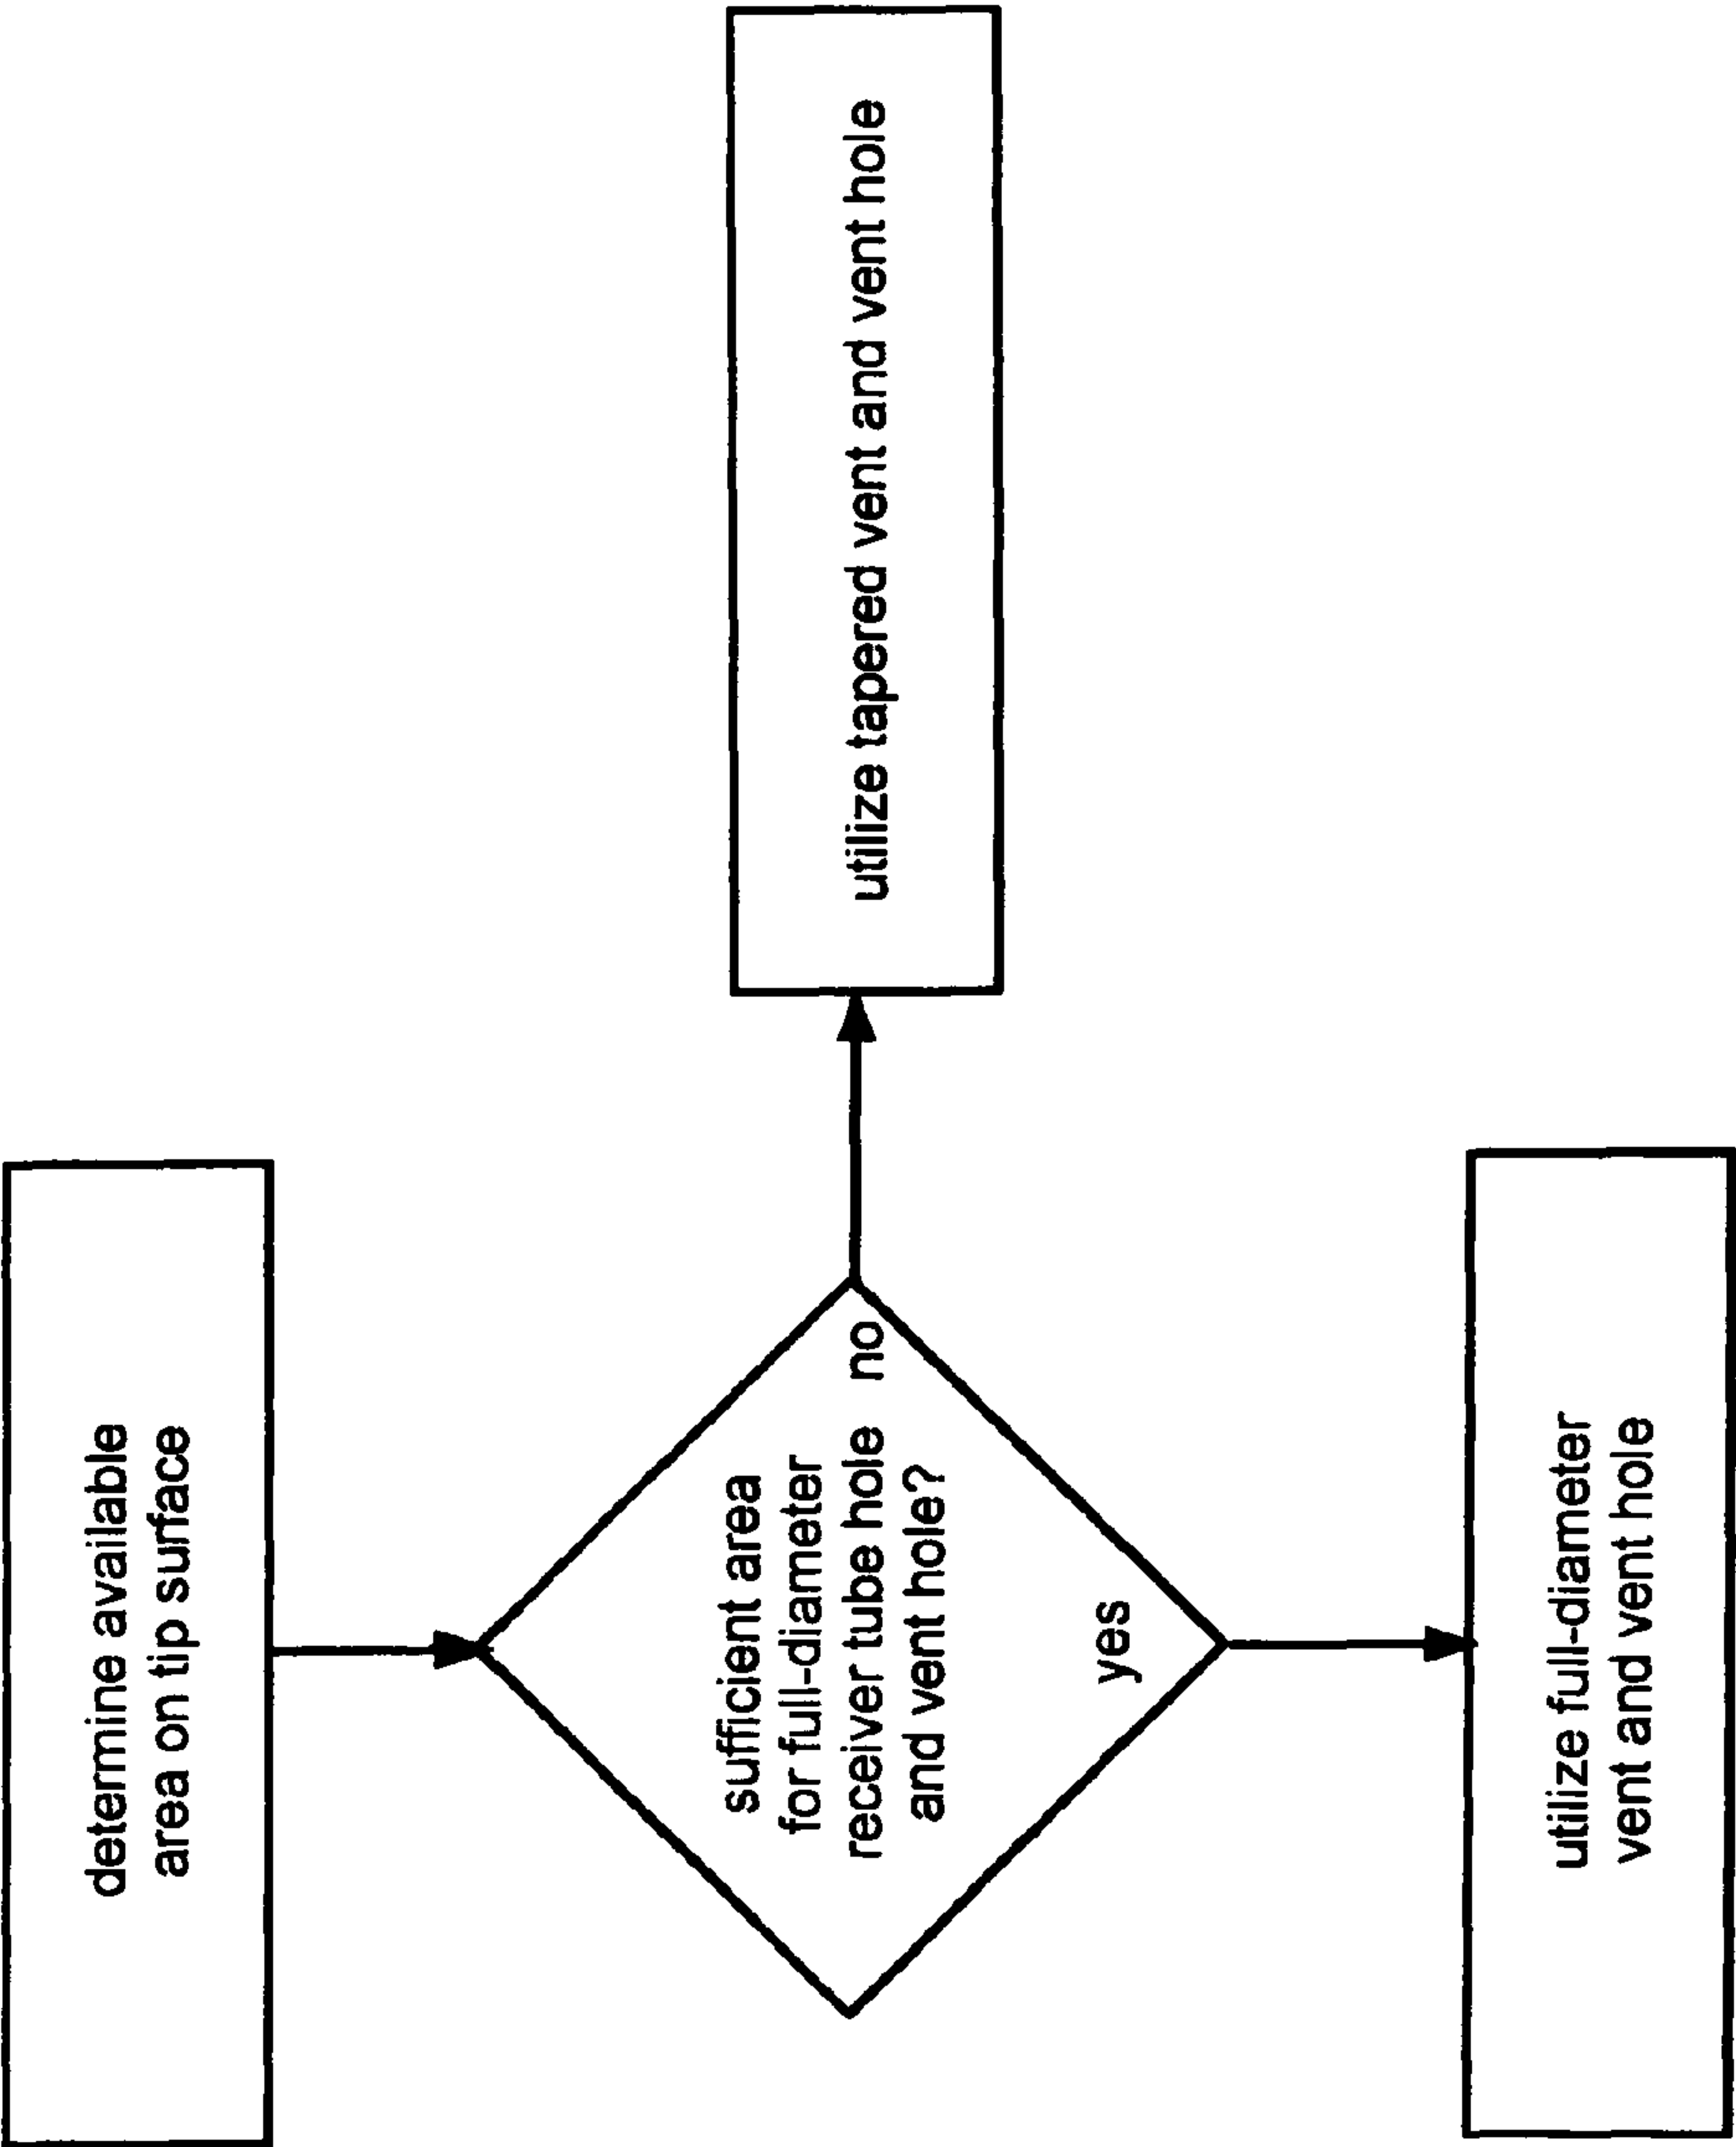 determine available
area on tip surface
sufficient area
for full-diameter
receiver tube hole no
and vent hole?
yes
utilize tapered vent and vent hole
utilize full-diameter
vent and vent hole